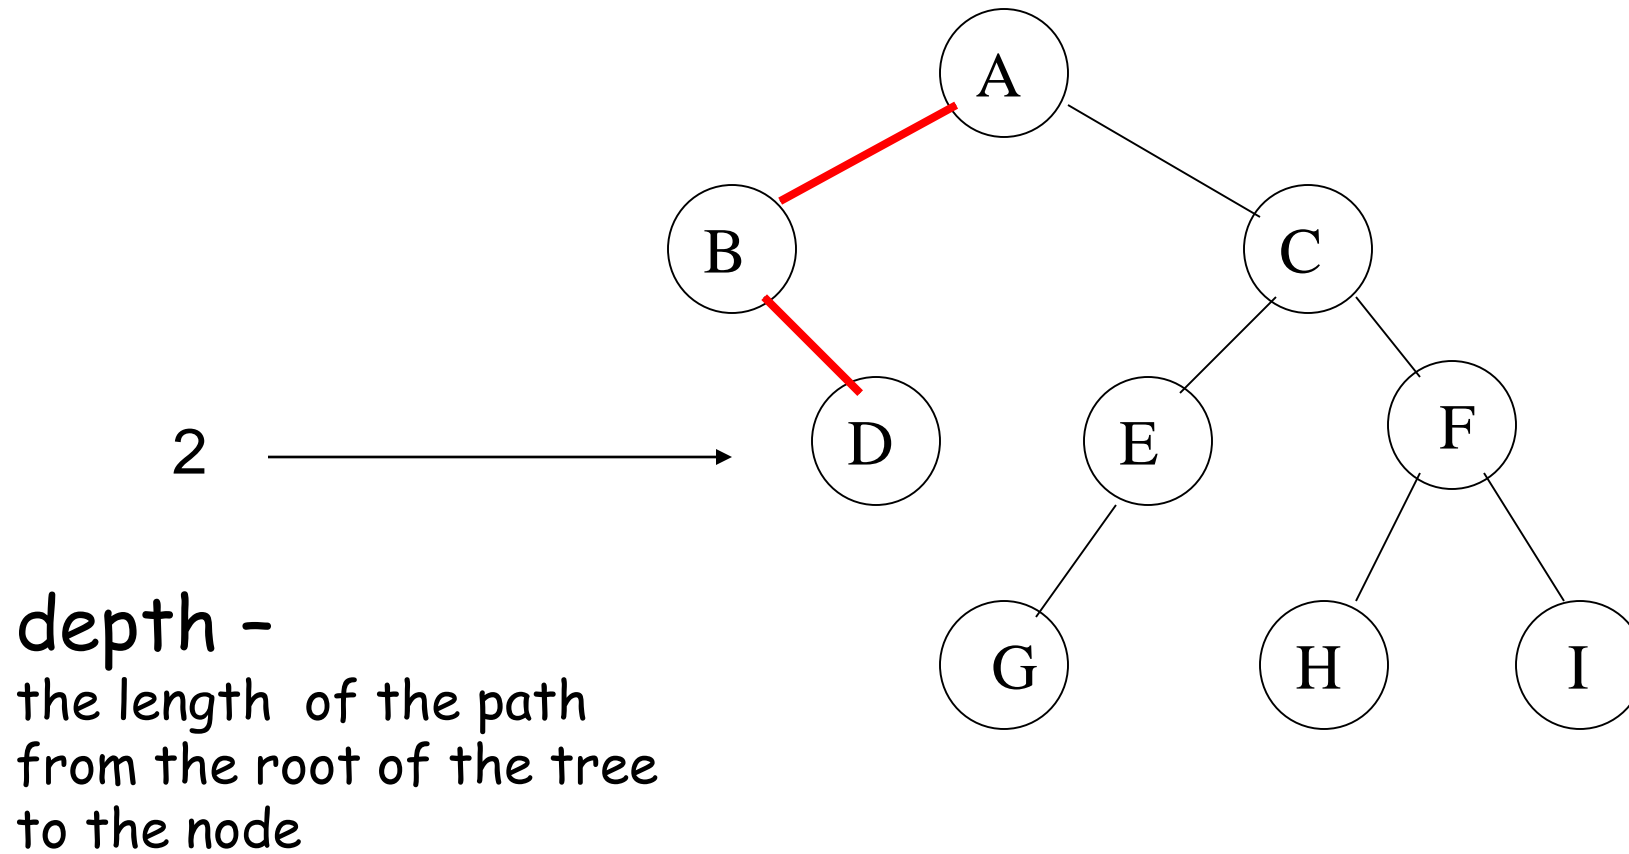 A
B
C
D
E
F
2
G
H
I
depth –
the length of the path
from the root of the tree
to the node